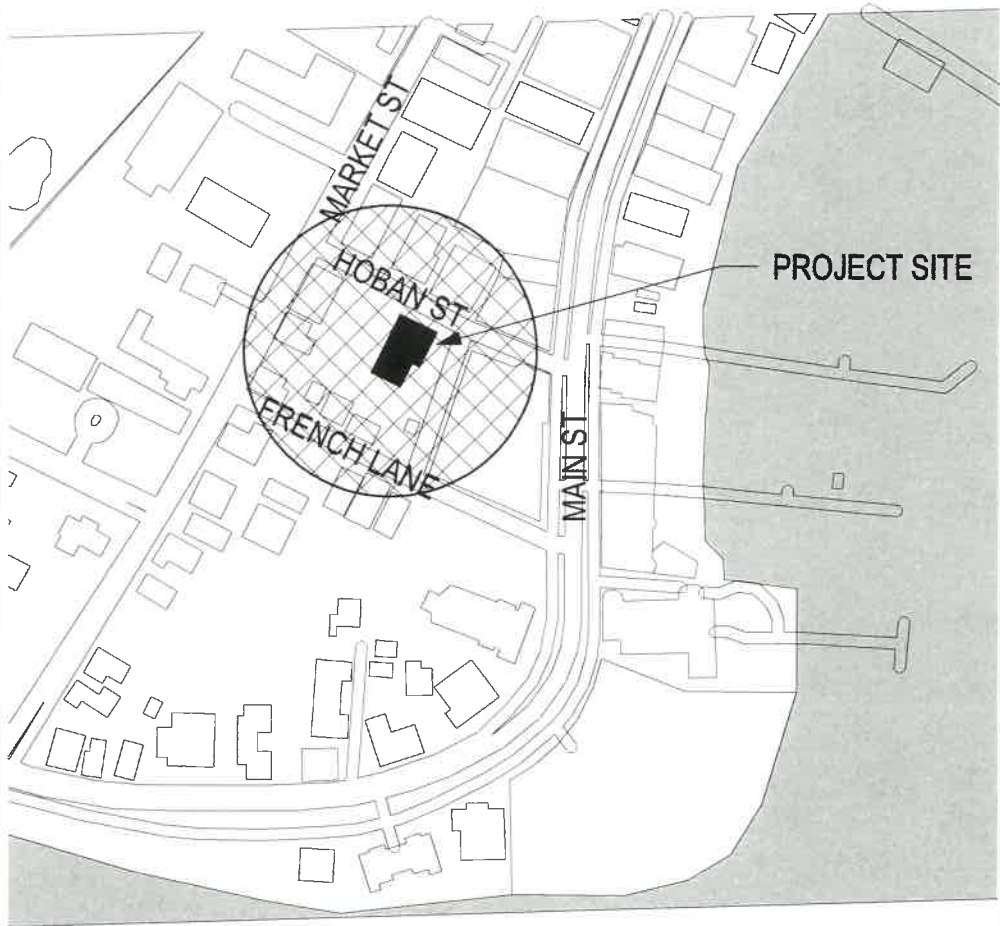 MARKET ST
HOBAN ST
PROJECT SITE
FRENCH LANE
MAIN ST